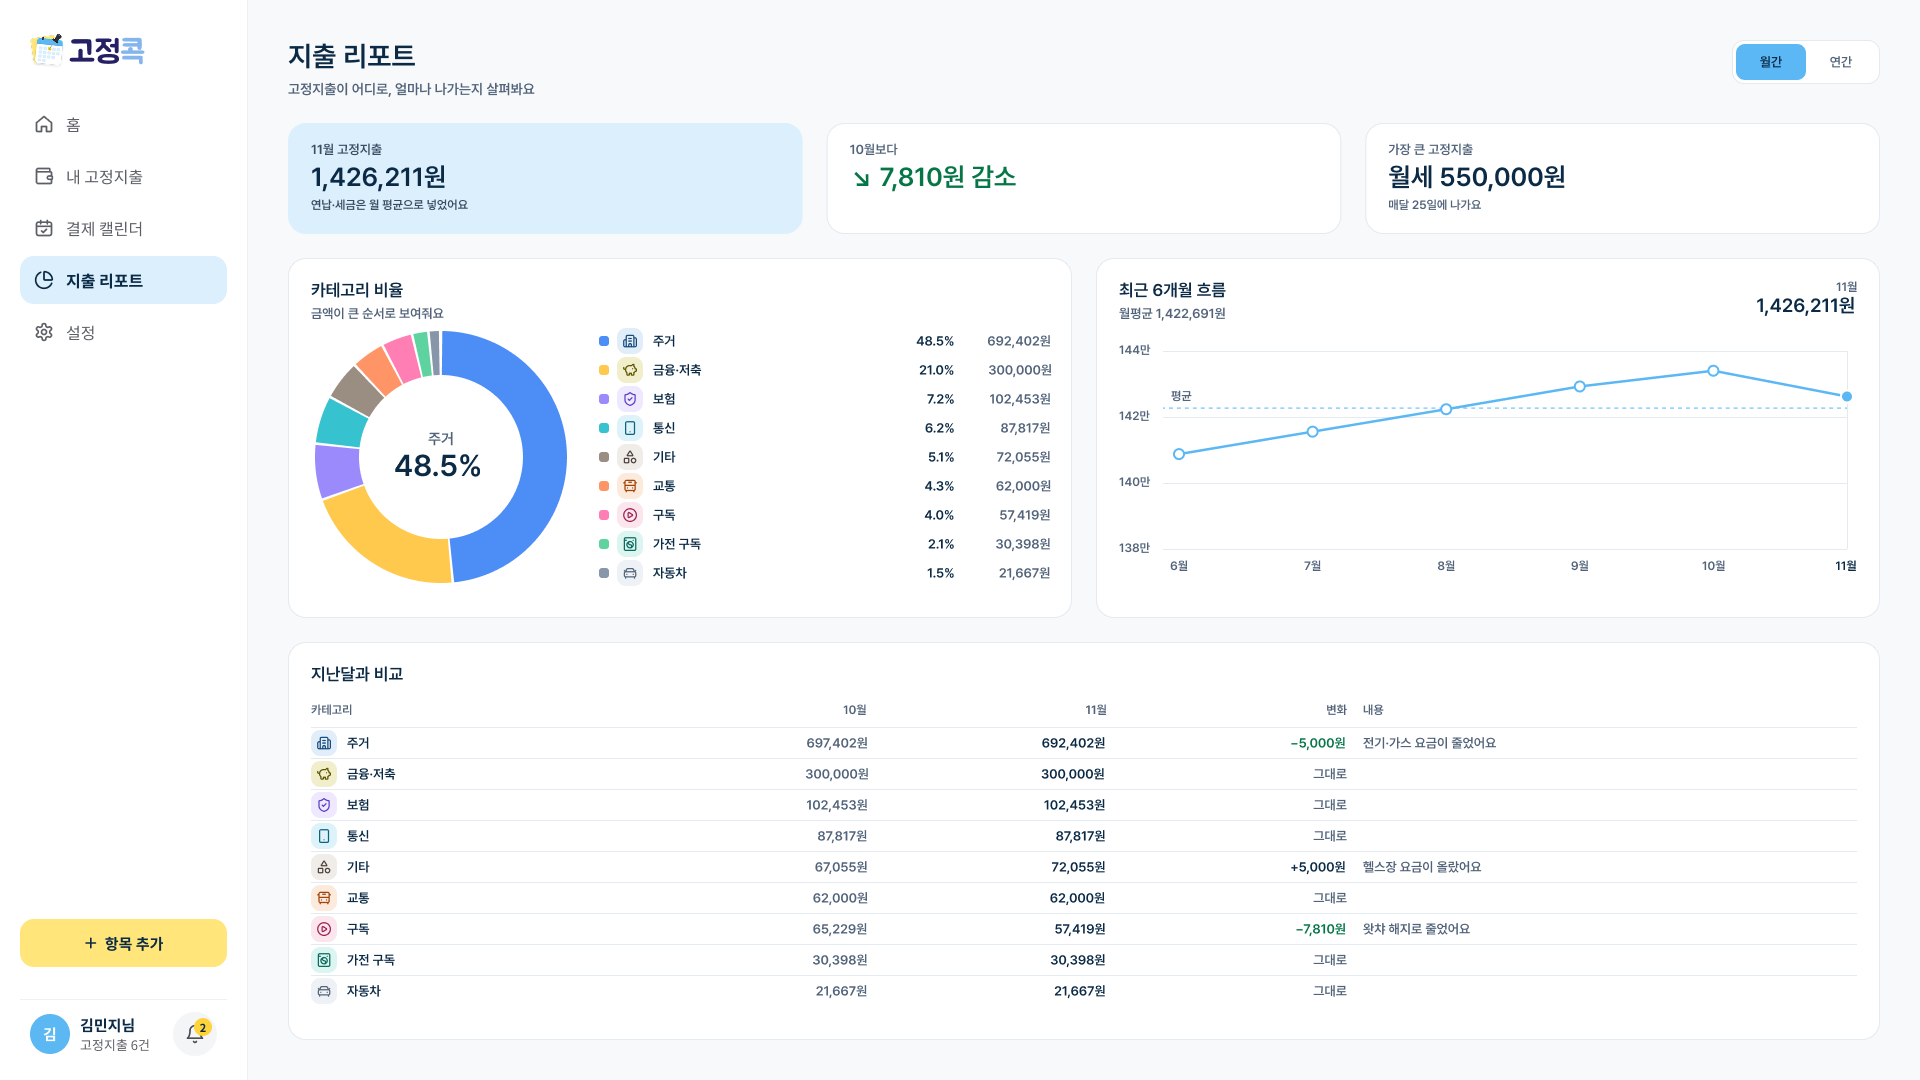 고정콕
홈
내 고정지출
결제 캘린더
지출 리포트
설정
+ 항목 추가
김
김민지님
고정지출 6건
2
지출 리포트
고정지출이 어디로, 얼마나 나가는지 살펴봐요
월간
연간
11월 고정지출
1,426,211원
연납·세금은 월 평균으로 넣었어요
10월보다
↘ 7,810원 감소
가장 큰 고정지출
월세 550,000원
매달 25일에 나가요
카테고리 비율
금액이 큰 순서로 보여줘요
주거
48.5%
주거 48.5% 692,402원
금융·저축 21.0% 300,000원
보험 7.2% 102,453원
통신 6.2% 87,817원
기타 5.1% 72,055원
교통 4.3% 62,000원
구독 4.0% 57,419원
가전 구독 2.1% 30,398원
자동차 1.5% 21,667원
최근 6개월 흐름
월평균 1,422,691원
11월
1,426,211원
144만
평균
142만
140만
138만
6월 7월 8월 9월 10월 11월
지난달과 비교
카테고리 10월 11월 변화 내용
주거 697,402원 692,402원 −5,000원 전기·가스 요금이 줄었어요
금융·저축 300,000원 300,000원 그대로
보험 102,453원 102,453원 그대로
통신 87,817원 87,817원 그대로
기타 67,055원 72,055원 +5,000원 헬스장 요금이 올랐어요
교통 62,000원 62,000원 그대로
구독 65,229원 57,419원 −7,810원 왓챠 해지로 줄었어요
가전 구독 30,398원 30,398원 그대로
자동차 21,667원 21,667원 그대로